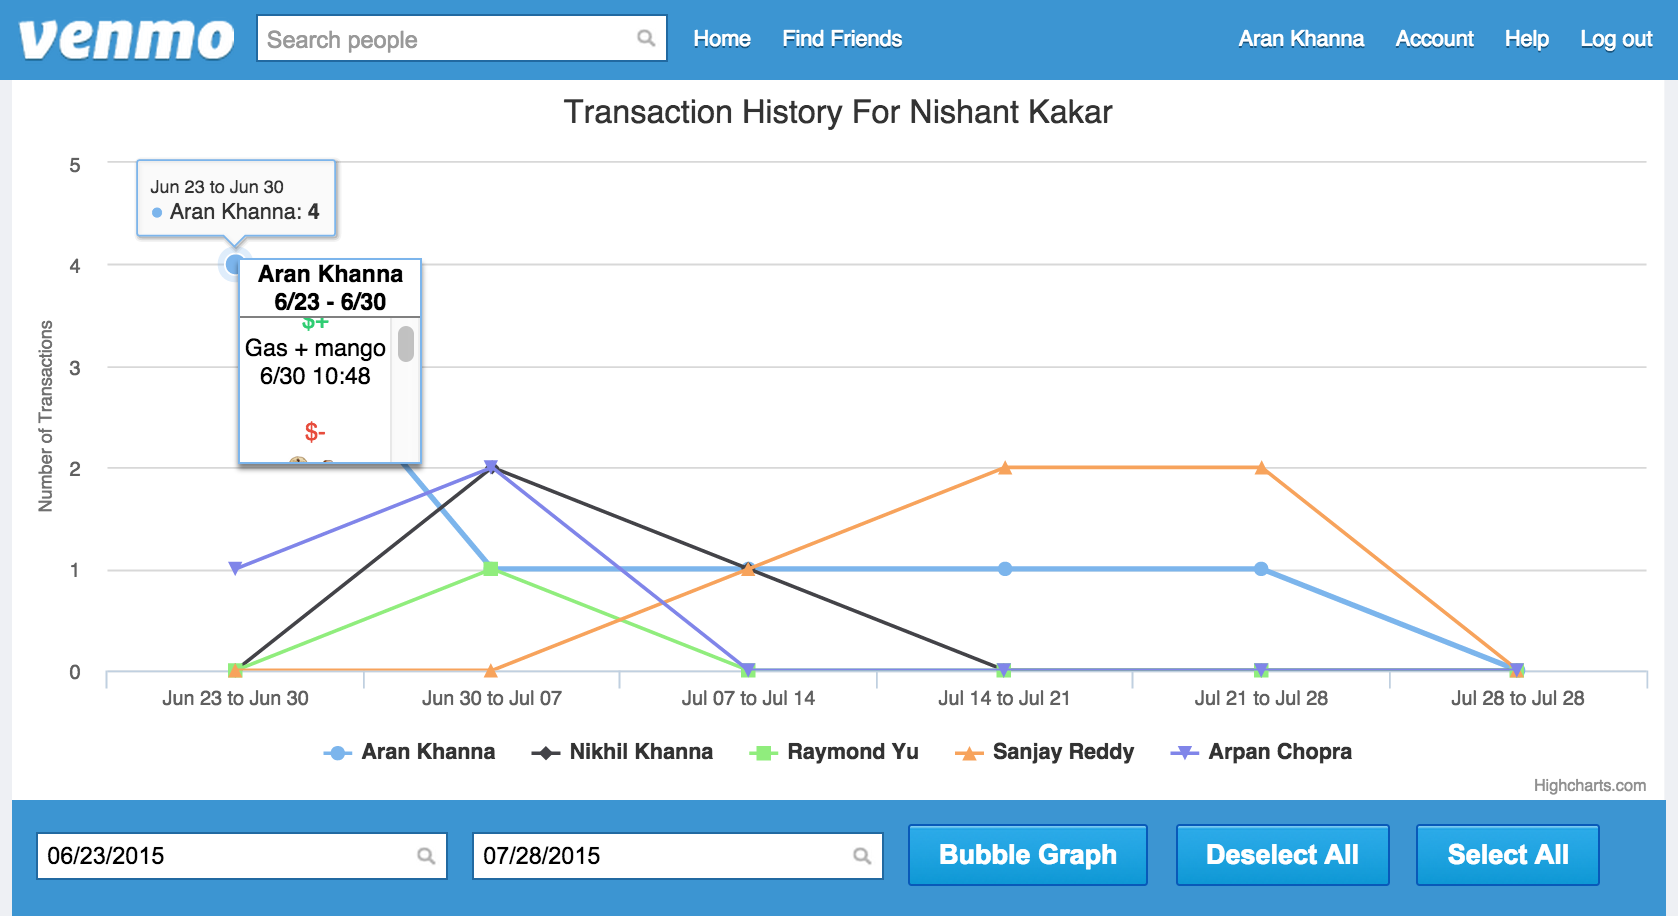 venmo
Search people
Home
Find Friends
Aran Khanna
Account
Help
Log out
Transaction History For Nishant Kakar
5
4
3
2
1
0
Number of Transactions
Jun 23 to Jun 30
Aran Khanna: 4
Aran Khanna
6/23 - 6/30
$+
Gas + mango
6/30 10:48
$-
Jun 23 to Jun 30
Jun 30 to Jul 07
Jul 07 to Jul 14
Jul 14 to Jul 21
Jul 21 to Jul 28
Jul 28 to Jul 28
Aran Khanna
Nikhil Khanna
Raymond Yu
Sanjay Reddy
Arpan Chopra
Highcharts.com
06/23/2015
07/28/2015
Bubble Graph
Deselect All
Select All